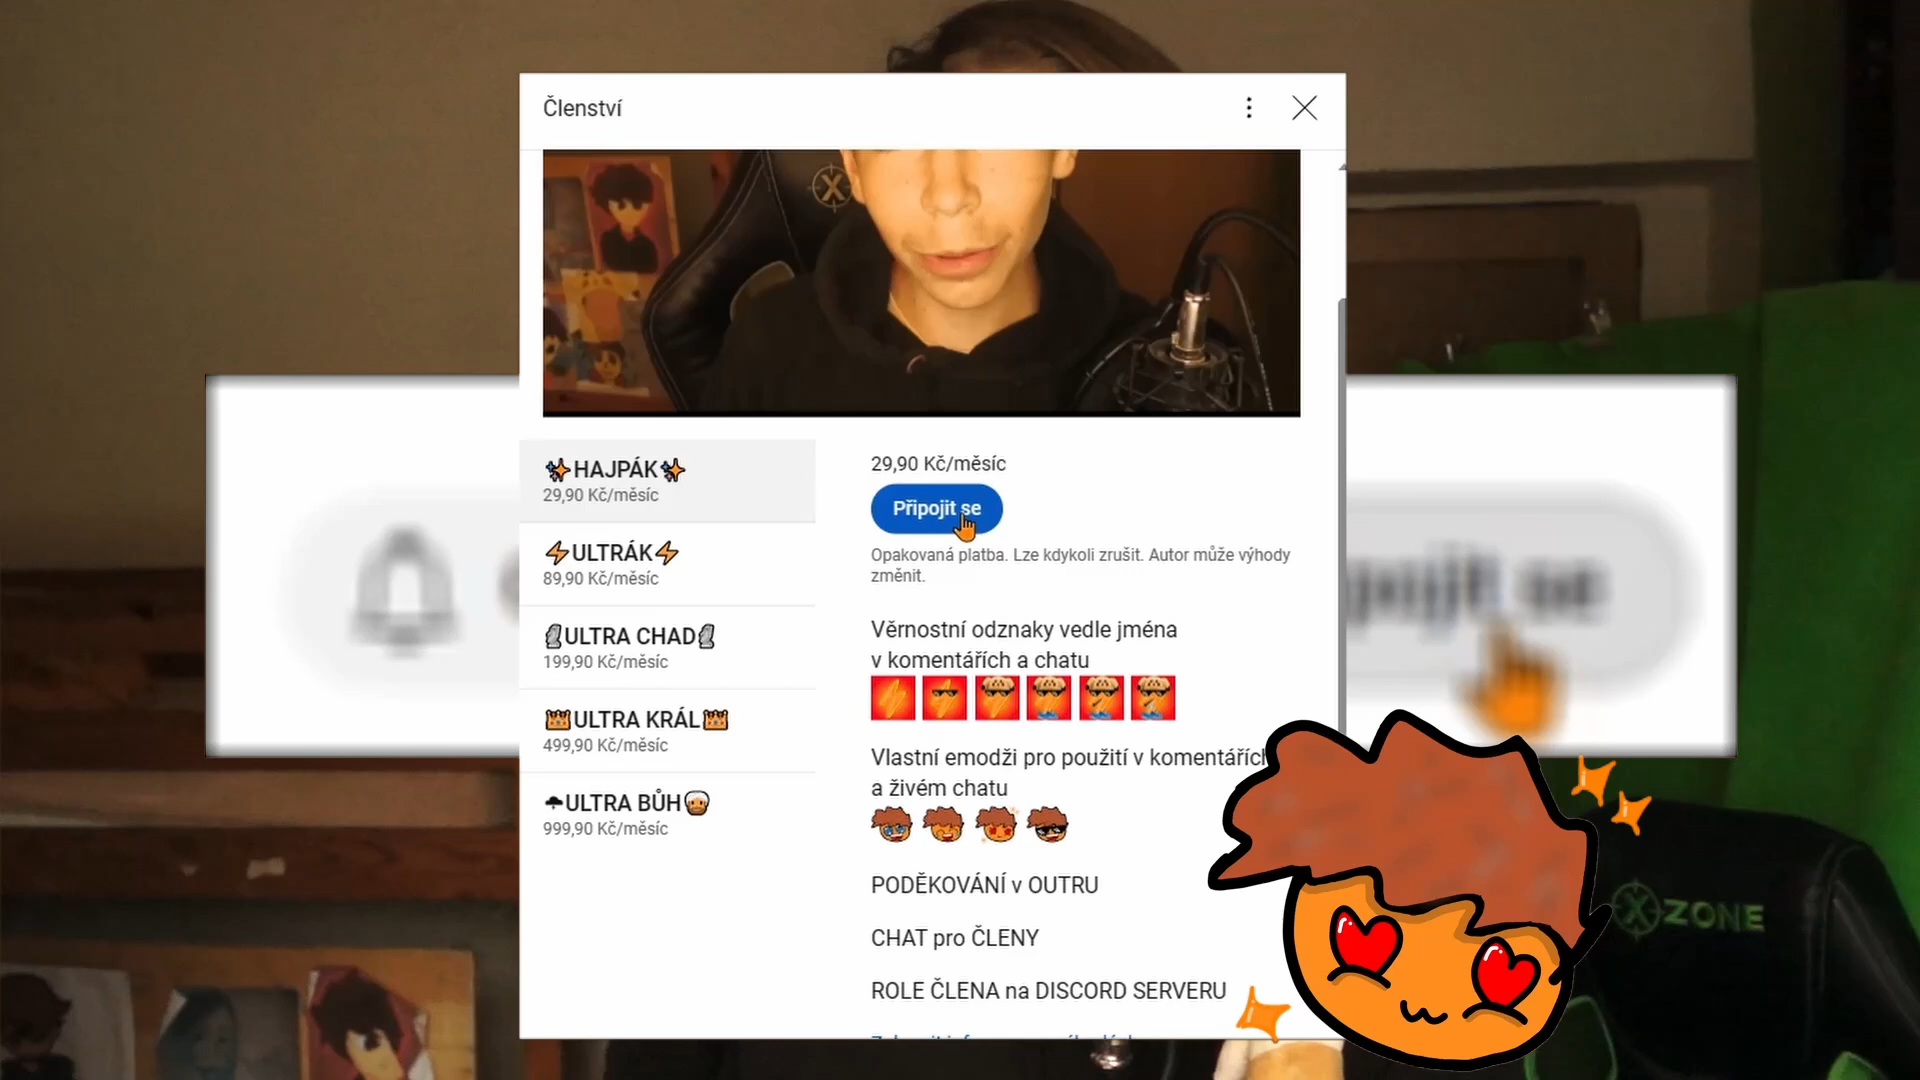 Členství
✨HAJPÁK✨
29,90 Kč/měsíc
⚡ULTRÁK⚡
89,90 Kč/měsíc
🗿ULTRA CHAD🗿
199,90 Kč/měsíc
👑ULTRA KRÁL👑
499,90 Kč/měsíc
🌩ULTRA BŮH👳
999,90 Kč/měsíc
29,90 Kč/měsíc
Připojit se
Opakovaná platba. Lze kdykoli zrušit. Autor může výhody
změnit.
Věrnostní odznaky vedle jména
v komentářích a chatu
Vlastní emodži pro použití v komentářích
a živém chatu
PODĚKOVÁNÍ v OUTRU
CHAT pro ČLENY
ROLE ČLENA na DISCORD SERVERU
pojit se
X ZONE